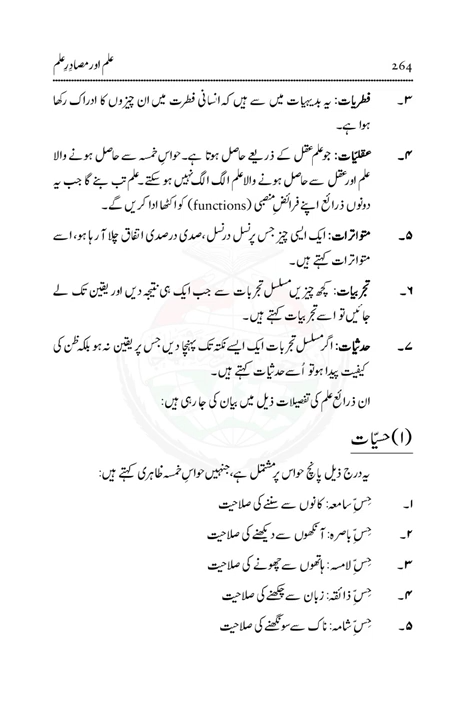 علم اور مصادرِ علم 264
۳۔ فطریات: یہ بدیہیات میں سے ہیں کہ انسانی فطرت میں ان چیزوں کا ادراک رکھا
ہوا ہے۔
۴۔ عقلیّات: جو علم عقل کے ذریعے حاصل ہوتا ہے۔ حواسِ خمسہ سے حاصل ہونے والا
علم اور عقل سے حاصل ہونے والا علم الگ الگ نہیں ہو سکتے۔ علم تب بنے گا جب یہ
دونوں ذرائع اپنے فرائضِ منصبی (functions) کو اکٹھا ادا کریں گے۔
۵۔ متواترات: ایک ایسی چیز جس پر نسل در نسل، صدی در صدی اتفاق چلا آ رہا ہو، اسے
متواترات کہتے ہیں۔
۶۔ تجربیات: کچھ چیزیں مسلسل تجربات سے جب ایک ہی نتیجہ دیں اور یقین تک لے
جائیں تو اسے تجربیات کہتے ہیں۔
۷۔ حدثیات: اگر مسلسل تجربات ایک ایسے نکتہ تک پہنچا دیں جس پر یقین نہ ہو بلکہ ظن کی
کیفیت پیدا ہو تو اُسے حدثیات کہتے ہیں۔
ان ذرائع علم کی تفصیلات ذیل میں بیان کی جا رہی ہیں:
(۱) حسیّات
یہ درج ذیل پانچ حواس پر مشتمل ہے، جنہیں حواسِ خمسہ ظاہری کہتے ہیں:
۱۔ حِسِّ سامعہ: کانوں سے سننے کی صلاحیت
۲۔ حِسِّ باصرہ: آنکھوں سے دیکھنے کی صلاحیت
۳۔ حِسِّ لامسہ: ہاتھوں سے چھونے کی صلاحیت
۴۔ حِسِّ ذائقہ: زبان سے چکھنے کی صلاحیت
۵۔ حِسِّ شامہ: ناک سے سونگھنے کی صلاحیت